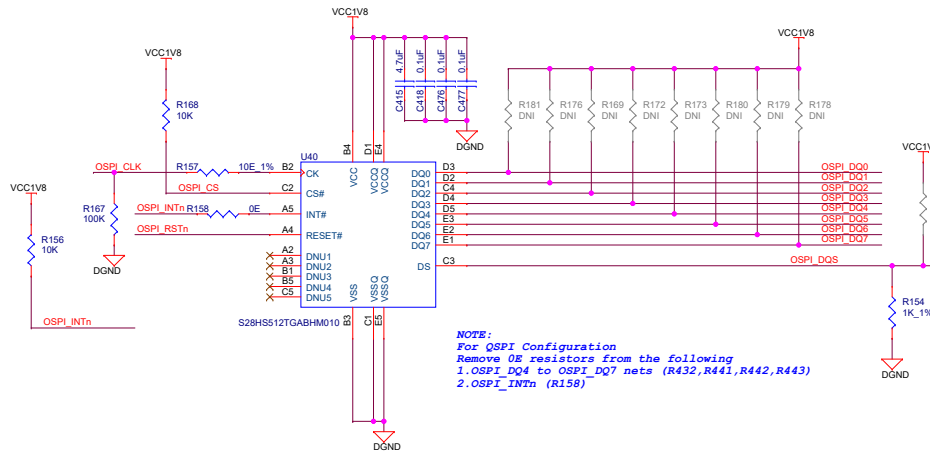 VCC1V8
VCC1V8
VCC1V8
VCC1V8
VCC1V8
R168
10K
4.7uF
0.1uF
0.1uF
0.1uF
C415
C418
C476
C477
DGND
R181
DNI
R176
DNI
R169
DNI
R172
DNI
R173
DNI
R180
DNI
R179
DNI
R178
DNI
U40
B4
D1
E4
VCC
VCCQ
VCCQ
OSPI_CLK
R157
10E_1%
B2
CK
OSPI_CS
C2
CS#
OSPI_INTn
R158
0E
A5
INT#
OSPI_RSTn
A4
RESET#
R167
100K
DGND
R156
10K
OSPI_INTn
A2
DNU1
A3
DNU2
B1
DNU3
B5
DNU4
C5
DNU5
DQ0
D3
OSPI_DQ0
DQ1
D2
OSPI_DQ1
DQ2
C4
OSPI_DQ2
DQ3
D4
OSPI_DQ3
DQ4
D5
OSPI_DQ4
DQ5
E3
OSPI_DQ5
DQ6
E2
OSPI_DQ6
DQ7
E1
OSPI_DQ7
DS
C3
OSPI_DQS
VSS
VSSQ
VSSQ
B3
C1
E5
S28HS512TGABHM010
DGND
R154
1K_1%
DGND
NOTE:
For QSPI Configuration
Remove 0E resistors from the following
1.OSPI_DQ4 to OSPI_DQ7 nets (R432,R441,R442,R443)
2.OSPI_INTn (R158)